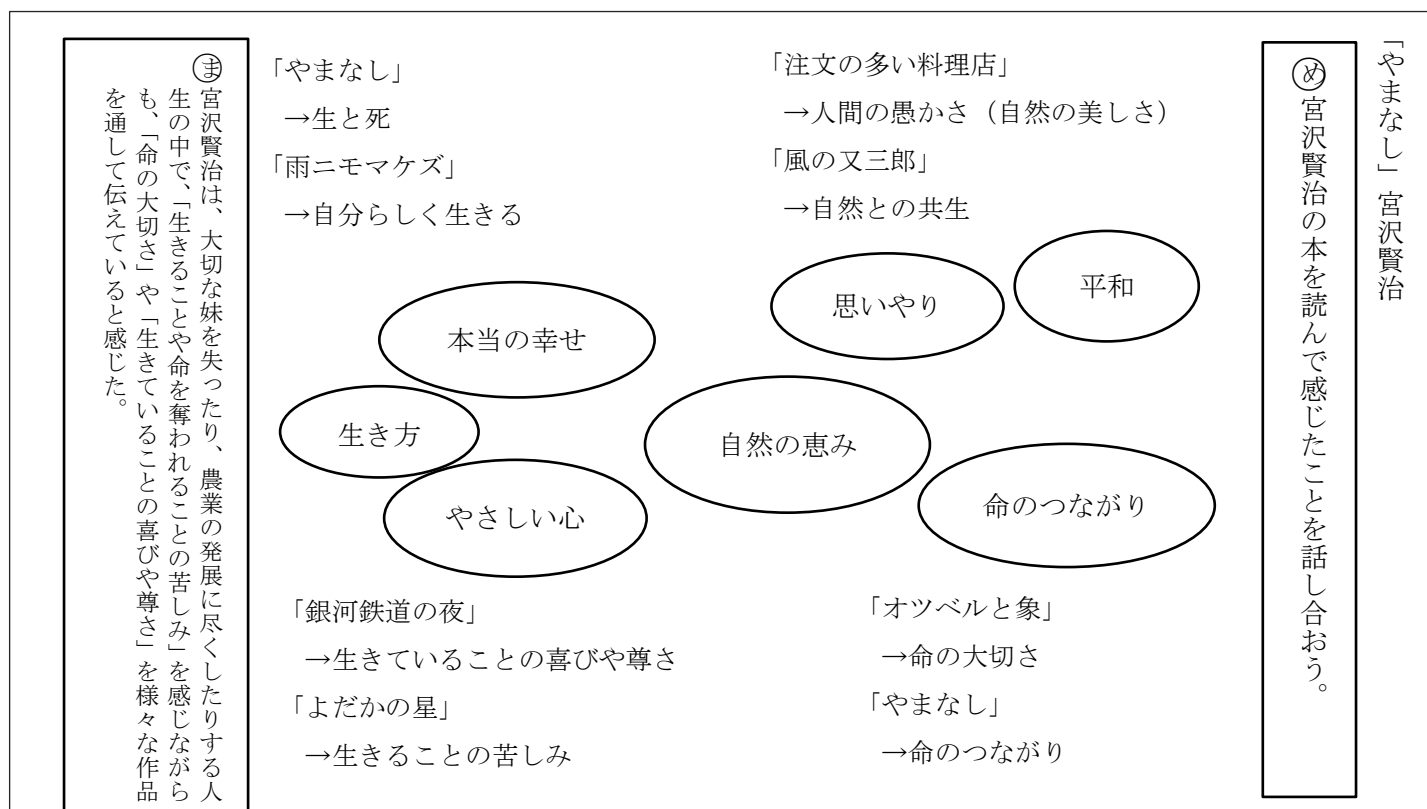 「やまなし」宮沢賢治
め宮沢賢治の本を読んで感じたことを話し合おう。
「注文の多い料理店」
→人間の愚かさ（自然の美しさ）
「風の又三郎」
→自然との共生
平和
思いやり
自然の恵み
命のつながり
「オツベルと象」
→命の大切さ
「やまなし」
→命のつながり
「やまなし」
→生と死
「雨ニモマケズ」
→自分らしく生きる
本当の幸せ
生き方
やさしい心
「銀河鉄道の夜」
→生きていることの喜びや尊さ
「よだかの星」
→生きることの苦しみ
ま宮沢賢治は、大切な妹を失ったり、農業の発展に尽くしたりする人
生の中で、「生きることや命を奪われることの苦しみ」を感じながら
も、「命の大切さ」や「生きていることの喜びや尊さ」を様々な作品
を通して伝えていると感じた。